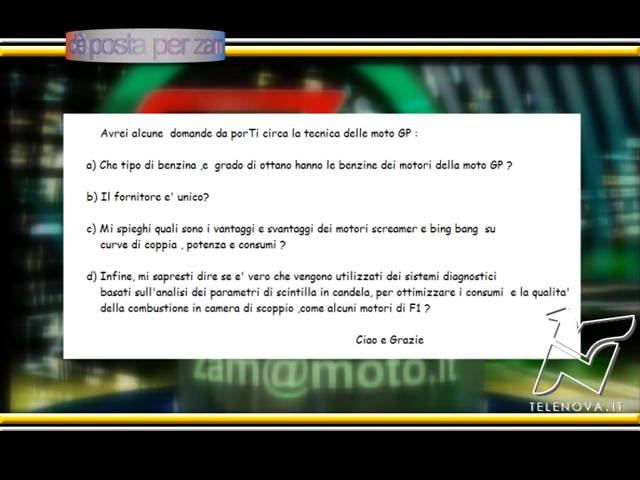 c'è posta per zam
Avrei alcune domande da porTi circa la tecnica delle moto GP :
a) Che tipo di benzina ,e grado di ottano hanno le benzine dei motori della moto GP ?
b) Il fornitore e' unico?
c) Mi spieghi quali sono i vantaggi e svantaggi dei motori screamer e bing bang su
curve di coppia , potenza e consumi ?
d) Infine, mi sapresti dire se e' vero che vengono utilizzati dei sistemi diagnostici
basati sull'analisi dei parametri di scintilla in candela, per ottimizzare i consumi e la qualita'
della combustione in camera di scoppio ,come alcuni motori di F1 ?
Ciao e Grazie
zam@moto.it
TELENOVA.IT